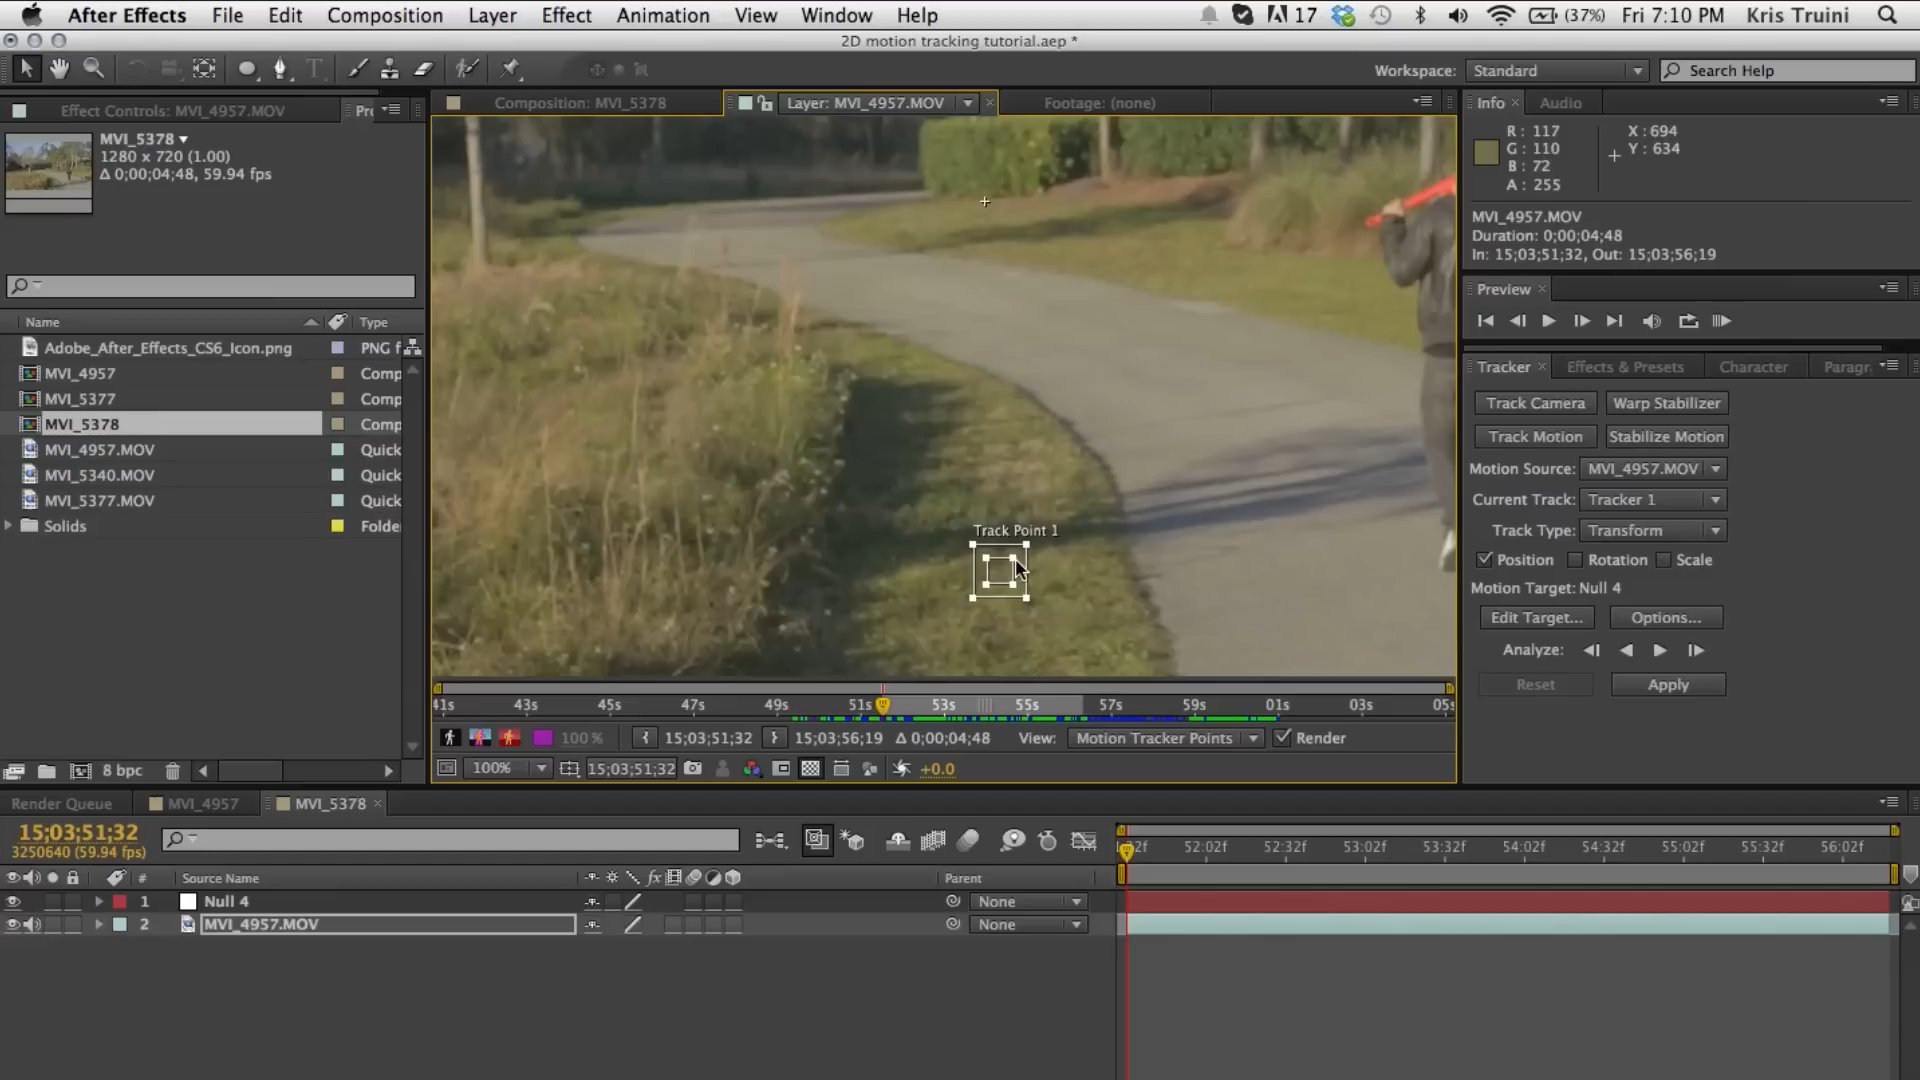 After Effects File Edit Composition Layer Effect Animation View Window Help 17 (37%) Fri 7:10 PM Kris Truini
2D motion tracking tutorial.aep *
Workspace: Standard Search Help
Effect Controls: MVI_4957.MOV
Composition: MVI_5378
Layer: MVI_4957.MOV
Footage: (none)
MVI_5378
1280 x 720 (1.00)
Δ 0;00;04;48, 59.94 fps
Name Type
Adobe_After_Effects_CS6_Icon.png PNG f
MVI_4957 Comp
MVI_5377 Comp
MVI_5378 Comp
MVI_4957.MOV Quick
MVI_5340.MOV Quick
MVI_5377.MOV Quick
Solids Folde
8 bpc
Track Point 1
41s 43s 45s 47s 49s 51s 53s 55s 57s 59s 01s 03s 05s
100 % 15;03;51;32 15;03;56;19 Δ 0;00;04;48 View: Motion Tracker Points Render
100% 15;03;51;32 +0.0
Info Audio
R : 117 X : 694
G : 110 Y : 634
B : 72
A : 255
MVI_4957.MOV
Duration: 0;00;04;48
In: 15;03;51;32, Out: 15;03;56;19
Preview
Tracker Effects & Presets Character Paragr
Track Camera Warp Stabilizer
Track Motion Stabilize Motion
Motion Source: MVI_4957.MOV
Current Track: Tracker 1
Track Type: Transform
Position Rotation Scale
Motion Target: Null 4
Edit Target... Options...
Analyze:
Reset Apply
Render Queue MVI_4957 MVI_5378
15;03;51;32
3250640 (59.94 fps)
52:02f 52:32f 53:02f 53:32f 54:02f 54:32f 55:02f 55:32f 56:02f
# Source Name fx Parent
1 Null 4 None
2 MVI_4957.MOV None